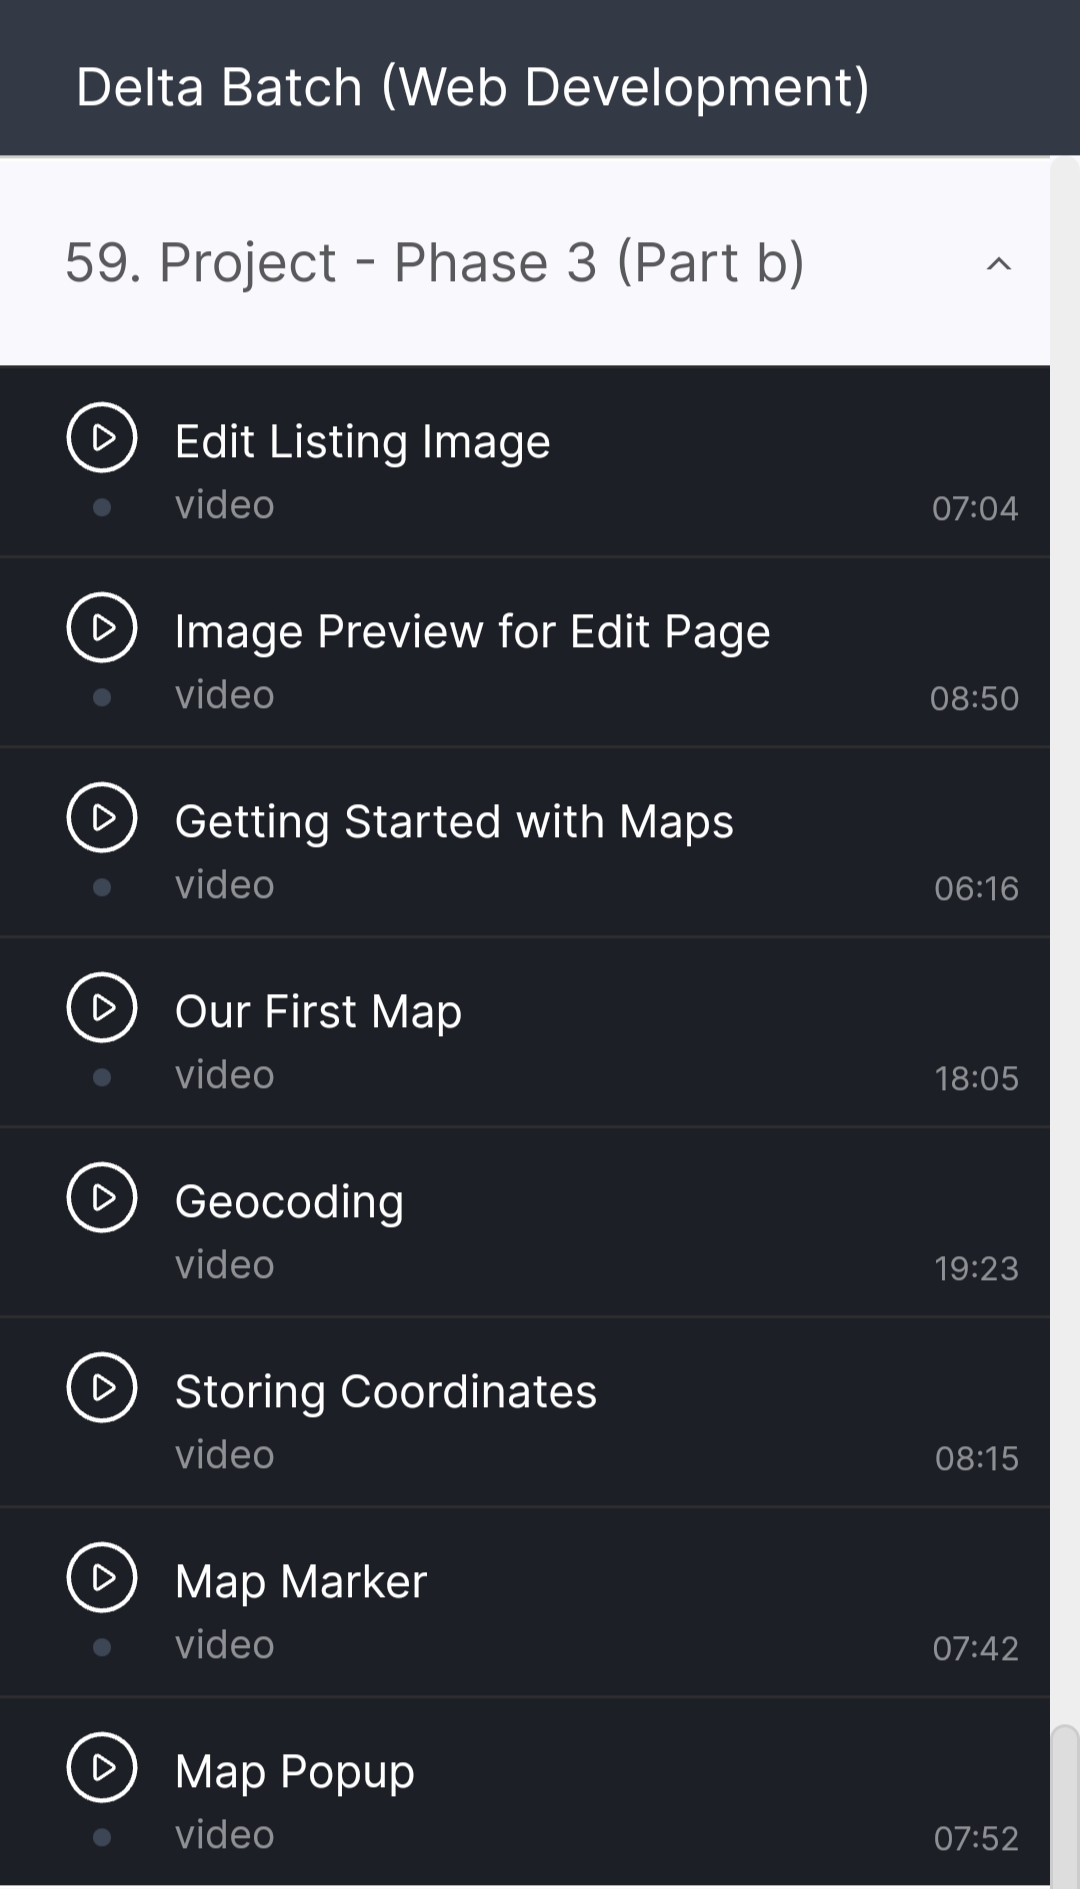 Delta Batch (Web Development)
59. Project - Phase 3 (Part b)
Edit Listing Image
video
07:04
Image Preview for Edit Page
video
08:50
Getting Started with Maps
video
06:16
Our First Map
video
18:05
Geocoding
video
19:23
Storing Coordinates
video
08:15
Map Marker
video
07:42
Map Popup
video
07:52